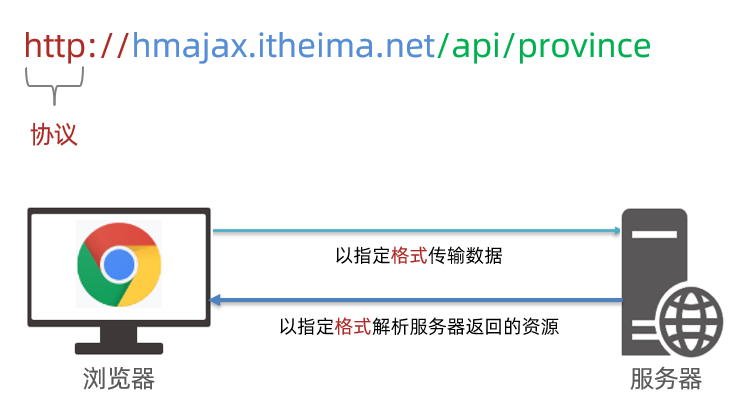 http://hmajax.itheima.net/api/province
协议
以指定格式传输数据
以指定格式解析服务器返回的资源
浏览器
服务器